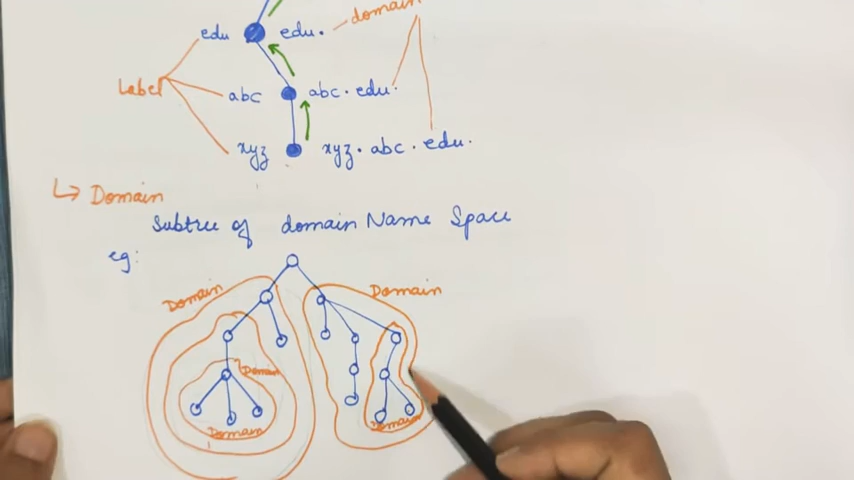 domain
edu edu.
Label abc abc.edu.
xyz xyz.abc.edu.
↳ Domain
Subtree of domain Name Space
eg:
Domain Domain
Domain
Domain Domain